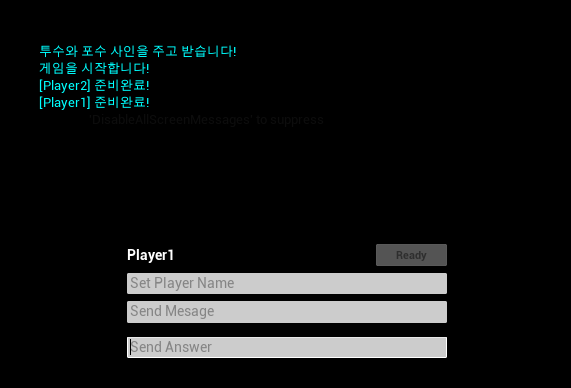 투수와 포수 사인을 주고 받습니다!
게임을 시작합니다!
[Player2] 준비완료!
[Player1] 준비완료!
'DisableAllScreenMessages' to suppress
Player1
Ready
Set Player Name
Send Mesage
Send Answer